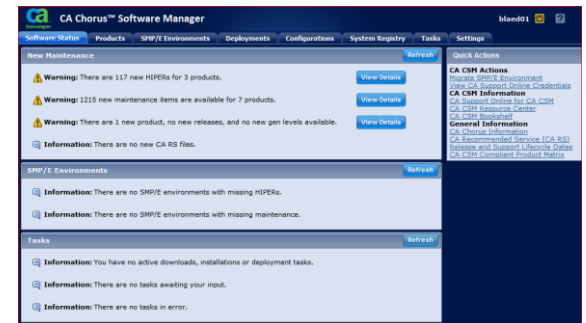 ca
technologies
CA Chorus™ Software Manager
blaed01
Software Status Products SMP/E Environments Deployments Configurations System Registry Tasks Settings
New Maintenance
Refresh
Warning: There are 117 new HIPERs for 3 products.
View Details
Warning: 1215 new maintenance items are available for 7 products.
View Details
Warning: There are 1 new product, no new releases, and no new gen levels available.
View Details
Information: There are no new CA RS files.
SMP/E Environments
Refresh
Information: There are no SMP/E environments with missing HIPERs.
Information: There are no SMP/E environments with missing maintenance.
Tasks
Refresh
Information: You have no active downloads, installations or deployment tasks.
Information: There are no tasks awaiting your input.
Information: There are no tasks in error.
Quick Actions
CA CSM Actions
Migrate SMP/E Environment
View CA Support Online Credentials
CA CSM Information
CA Support Online for CA CSM
CA CSM Resource Center
CA CSM Bookshelf
General Information
CA Chorus Information
CA Recommended Service (CA RS)
Release and Support Lifecycle Dates
CA CSM Compliant Product Matrix